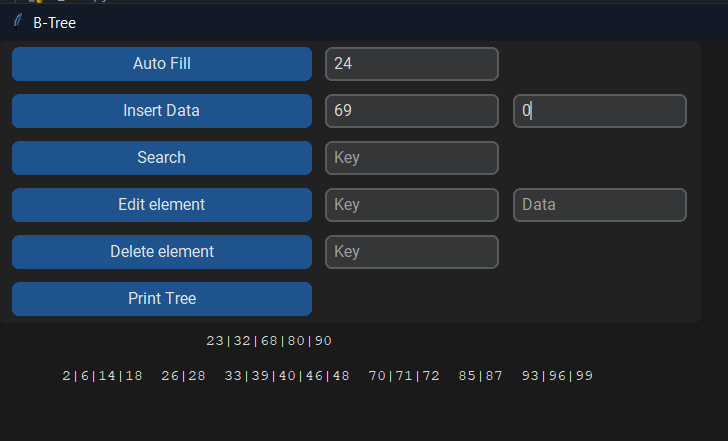 B-Tree
Auto Fill 24
Insert Data 69 0
Search Key
Edit element Key Data
Delete element Key
Print Tree
23|32|68|80|90
2|6|14|18 26|28 33|39|40|46|48 70|71|72 85|87 93|96|99